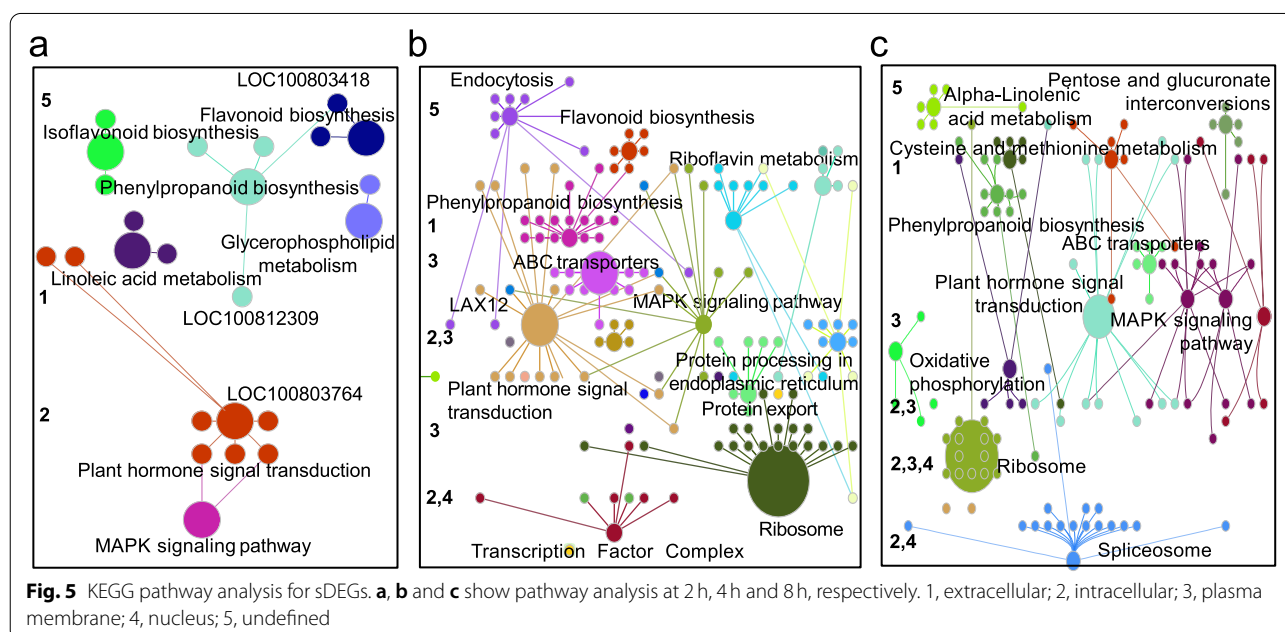 a
b
c
5
LOC100803418
Flavonoid biosynthesis
Isoflavonoid biosynthesis
Phenylpropanoid biosynthesis
Glycerophospholipid
metabolism
Linoleic acid metabolism
1
LOC100812309
LOC100803764
2
Plant hormone signal transduction
MAPK signaling pathway
Endocytosis
5
Flavonoid biosynthesis
Riboflavin metabolism
Phenylpropanoid biosynthesis
1
3
ABC transporters
LAX12
MAPK signaling pathway
2,3
Protein processing in
endoplasmic reticulum
Plant hormone signal
transduction
Protein export
3
2,4
Ribosome
Transcription Factor Complex
5
Alpha-Linolenic
acid metabolism
Pentose and glucuronate
interconversions
Cysteine and methionine metabolism
1
Phenylpropanoid biosynthesis
ABC transporters
Plant hormone signal
transduction
3
MAPK signaling
pathway
Oxidative
phosphorylation
2,3
2,3,4
Ribosome
2,4
Spliceosome
Fig. 5 KEGG pathway analysis for sDEGs. a, b and c show pathway analysis at 2 h, 4 h and 8 h, respectively. 1, extracellular; 2, intracellular; 3, plasma
membrane; 4, nucleus; 5, undefined